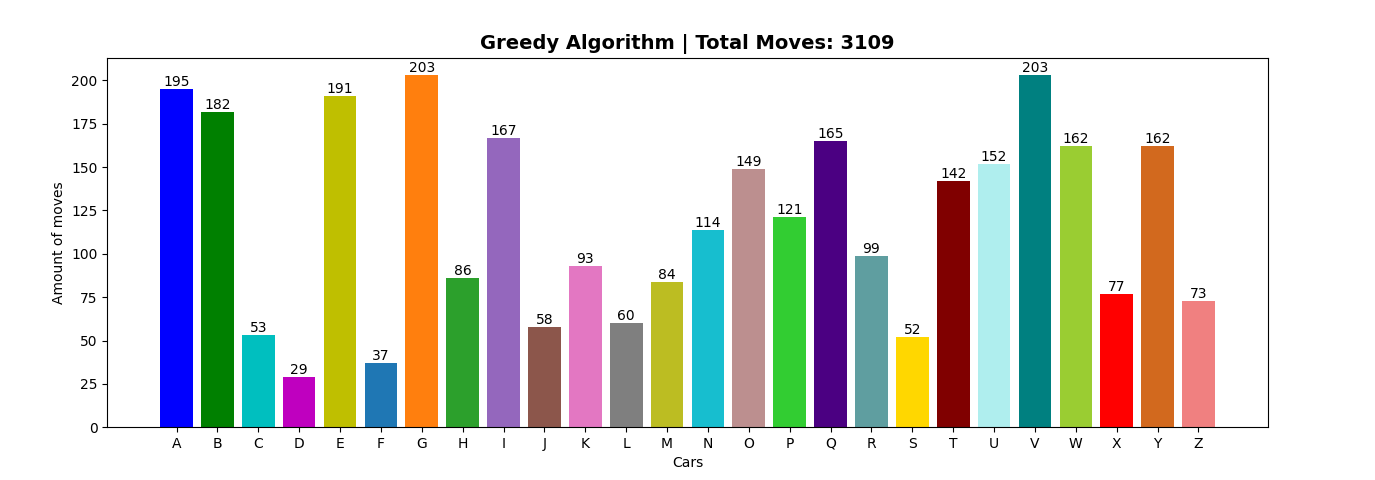 Greedy Algorithm | Total Moves: 3109
Amount of moves
200
175
150
125
100
75
50
25
0
195 182 53 29 191 37 203 86 167 58 93 60 84 114 149 121 165 99 52 142 152 203 162 77 162 73
A B C D E F G H I J K L M N O P Q R S T U V W X Y Z
Cars